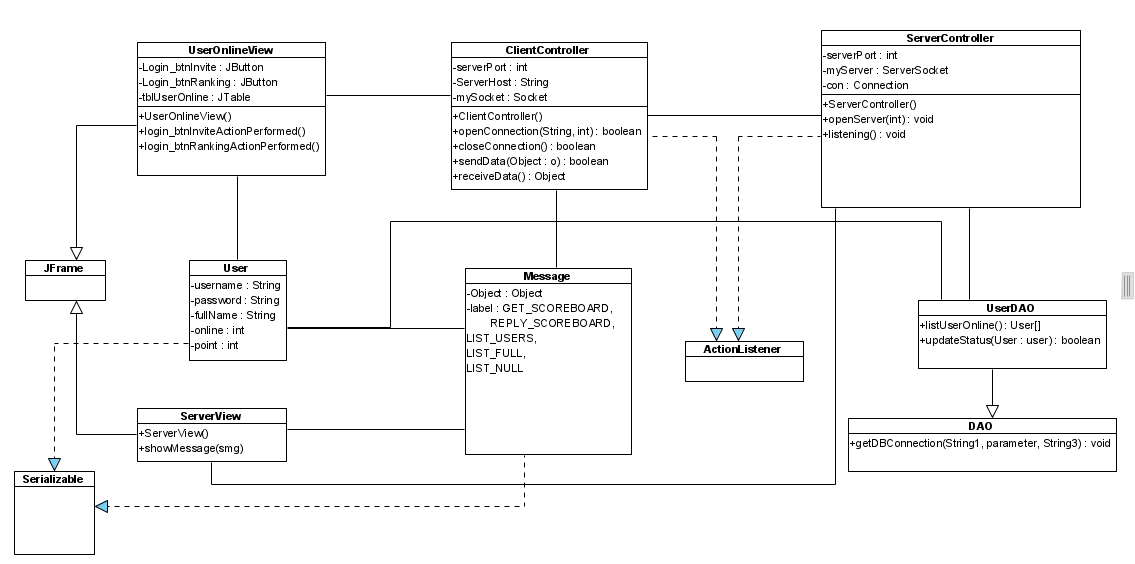 UserOnlineView
-Login_btnInvite : JButton
-Login_btnRanking : JButton
-tblUserOnline : JTable
+UserOnlineView()
+login_btnInviteActionPerformed()
+login_btnRankingActionPerformed()
ClientController
-serverPort : int
-ServerHost : String
-mySocket : Socket
+ClientController()
+openConnection(String, int) : boolean
+closeConnection() : boolean
+sendData(Object : o) : boolean
+receiveData() : Object
ServerController
-serverPort : int
-myServer : ServerSocket
-con : Connection
+ServerController()
+openServer(int) : void
+listening() : void
JFrame
User
-username : String
-password : String
-fullName : String
-online : int
-point : int
Message
-Object : Object
-label : GET_SCOREBOARD,
REPLY_SCOREBOARD,
LIST_USERS,
LIST_FULL,
LIST_NULL
ActionListener
UserDAO
+listUserOnline() : User[]
+updateStatus(User : user) : boolean
ServerView
+ServerView()
+showMessage(smg)
DAO
+getDBConnection(String1, parameter, String3) : void
Serializable